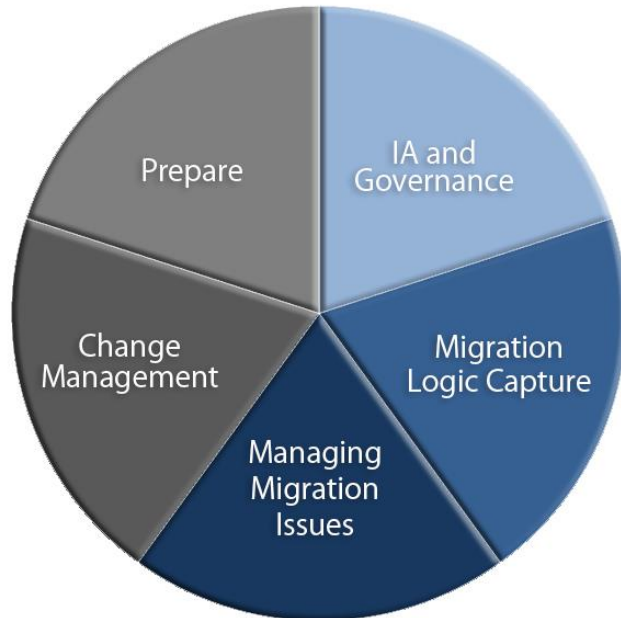 Prepare
IA and
Governance
Migration
Logic Capture
Managing
Migration
Issues
Change
Management